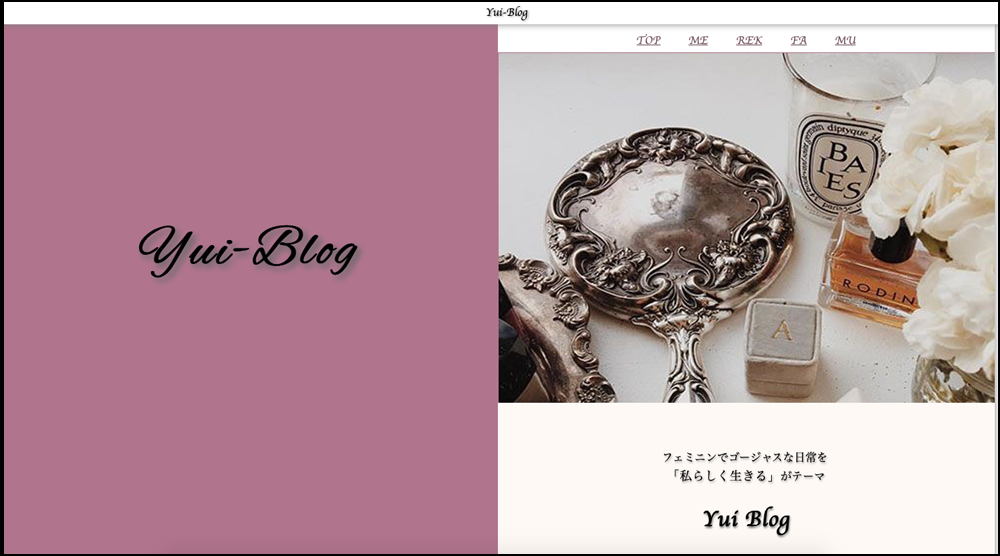 Yui-Blog
TOP ME REK FA MU
Yui-Blog
diptyque
BA
IES
RODIN
A
フェミニンでゴージャスな日常を
「私らしく生きる」がテーマ
Yui Blog